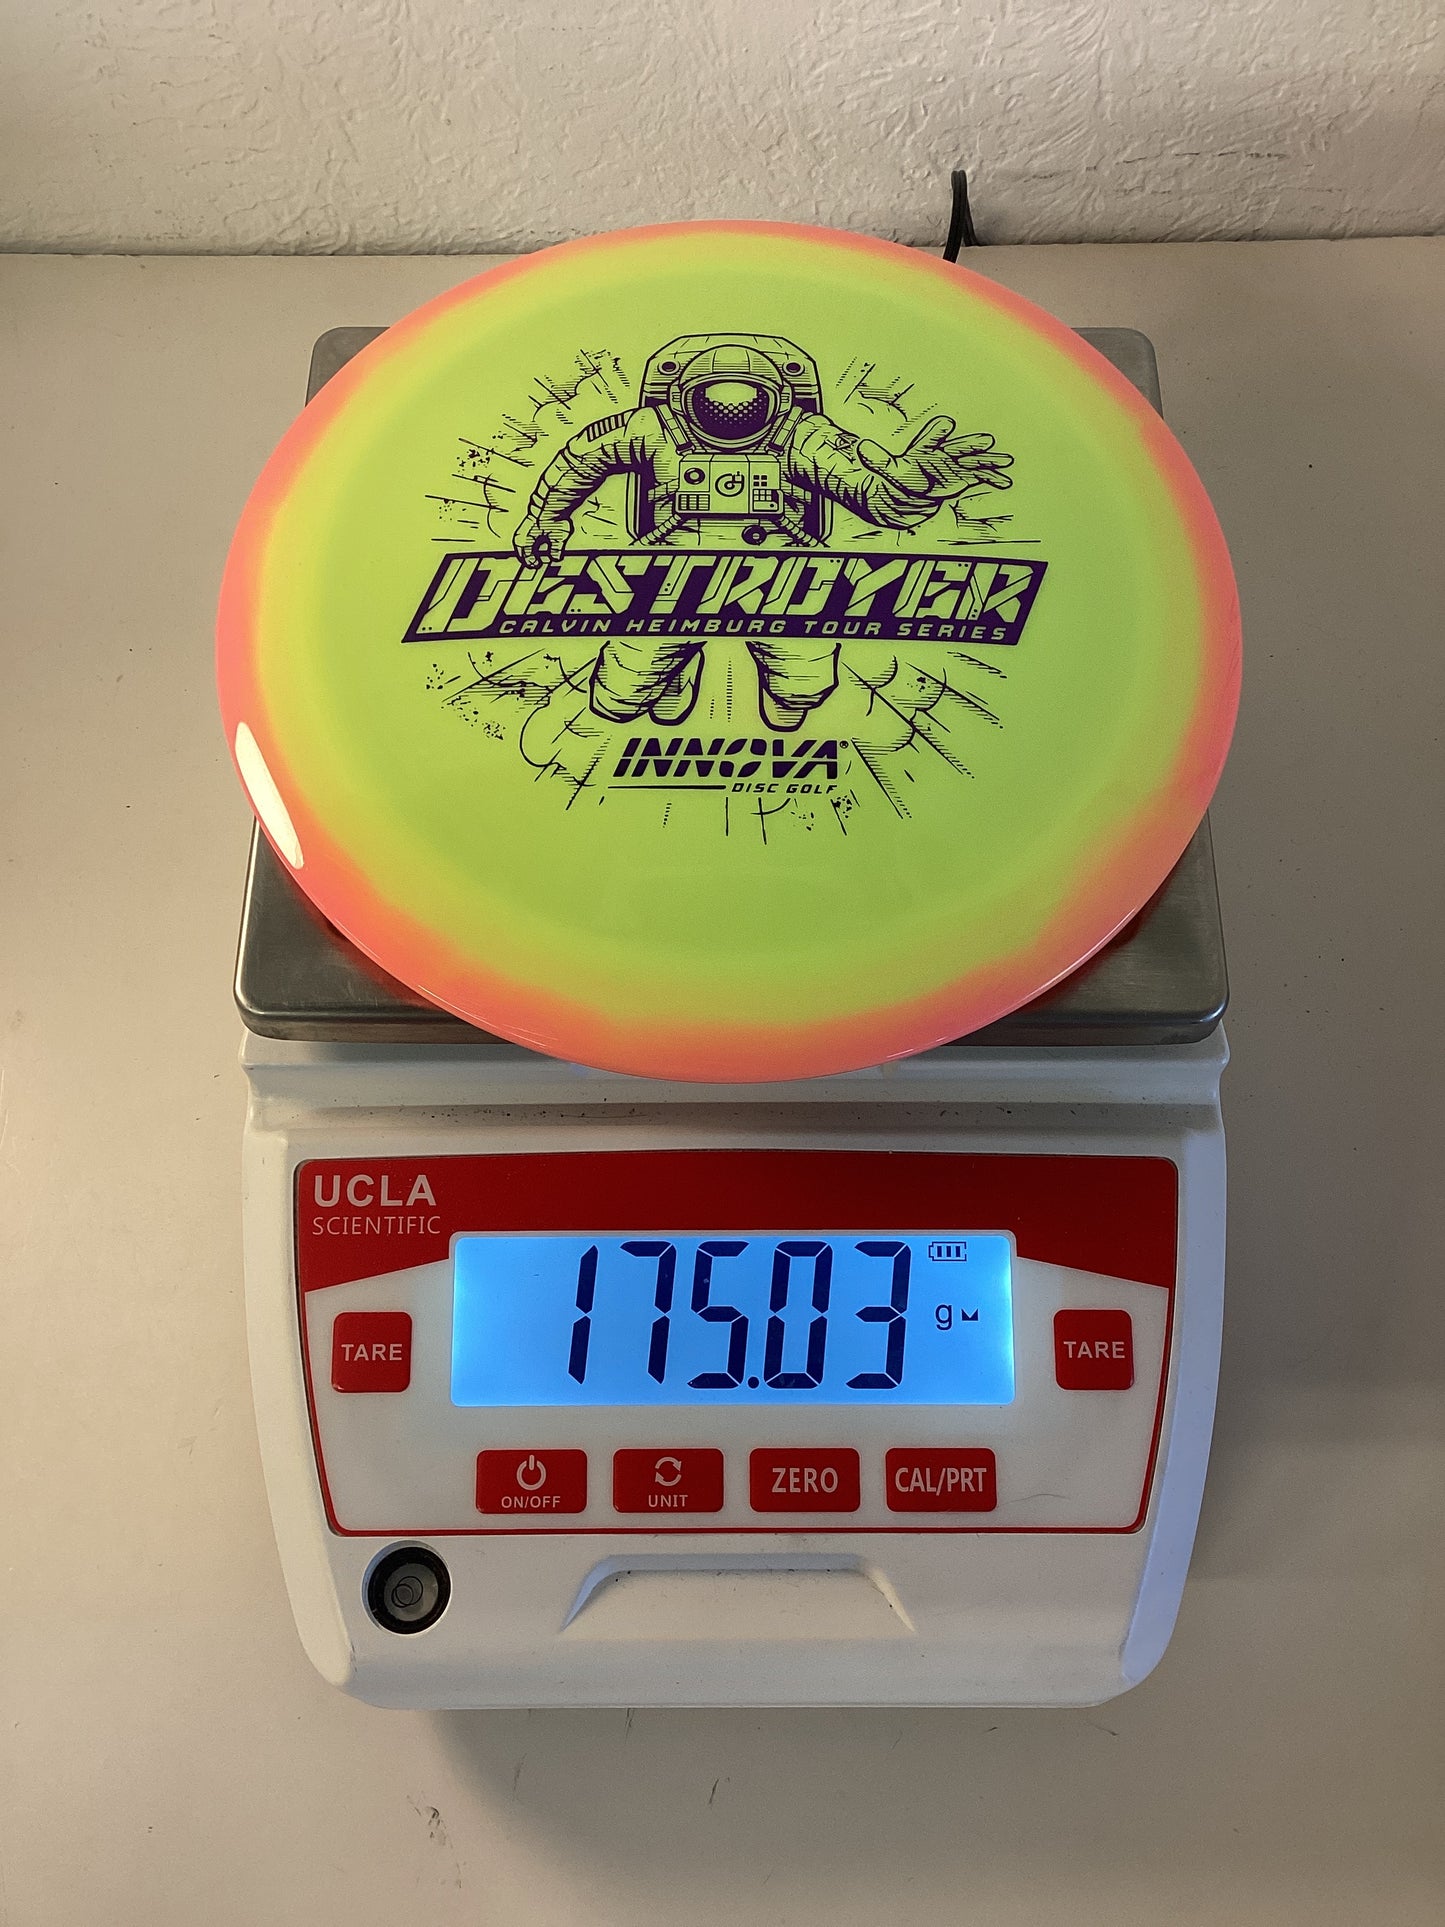 DESTROYER
CALVIN HEIMBURG TOUR SERIES
INNOVA®
DISC GOLF
UCLA
SCIENTIFIC
175.03
g
TARE
TARE
ON/OFF
UNIT
ZERO
CAL/PRT